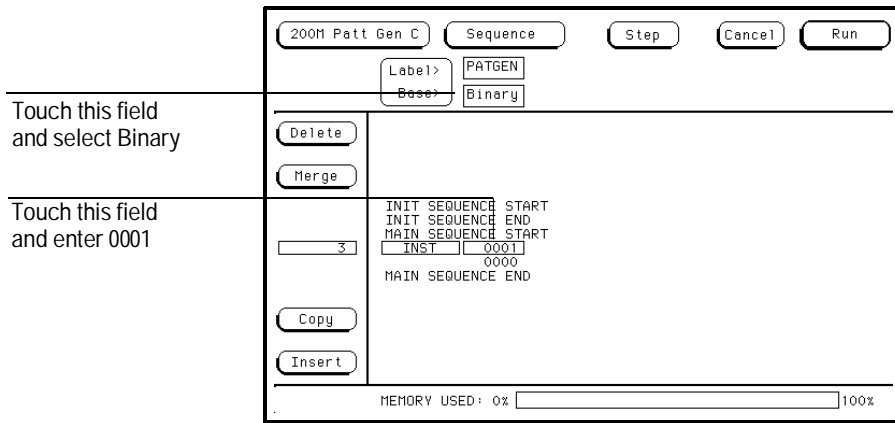 200M Patt Gen C Sequence Step Cancel Run
Label> PATGEN
Base> Binary
Touch this field
and select Binary
Delete
Merge
Touch this field
and enter 0001
INIT SEQUENCE START
INIT SEQUENCE END
MAIN SEQUENCE START
3 INST 0001
0000
MAIN SEQUENCE END
Copy
Insert
MEMORY USED: 0% 100%